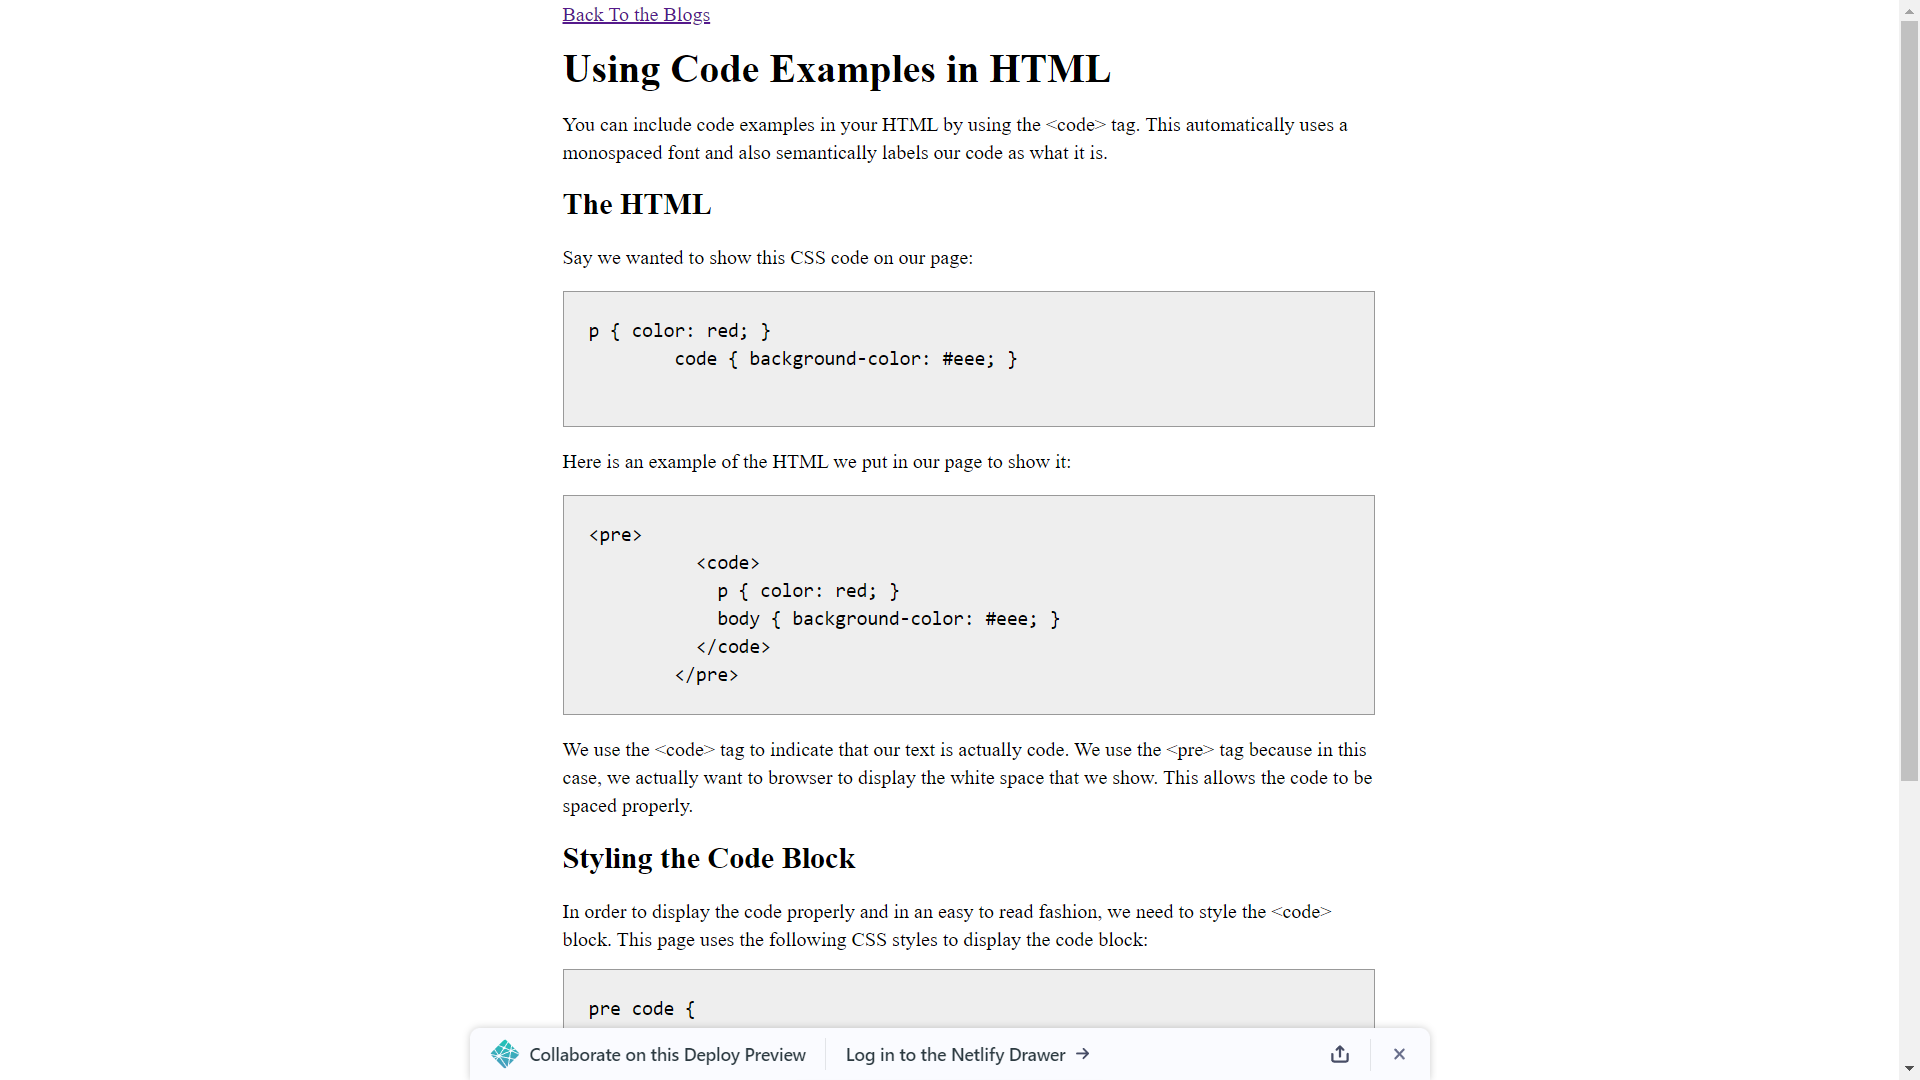 Back To the Blogs
Using Code Examples in HTML
You can include code examples in your HTML by using the <code> tag. This automatically uses a
monospaced font and also semantically labels our code as what it is.
The HTML
Say we wanted to show this CSS code on our page:
p { color: red; }
code { background-color: #eee; }
Here is an example of the HTML we put in our page to show it:
<pre>
<code>
p { color: red; }
body { background-color: #eee; }
</code>
</pre>
We use the <code> tag to indicate that our text is actually code. We use the <pre> tag because in this
case, we actually want to browser to display the white space that we show. This allows the code to be
spaced properly.
Styling the Code Block
In order to display the code properly and in an easy to read fashion, we need to style the <code>
block. This page uses the following CSS styles to display the code block:
pre code {
Collaborate on this Deploy Preview Log in to the Netlify Drawer →